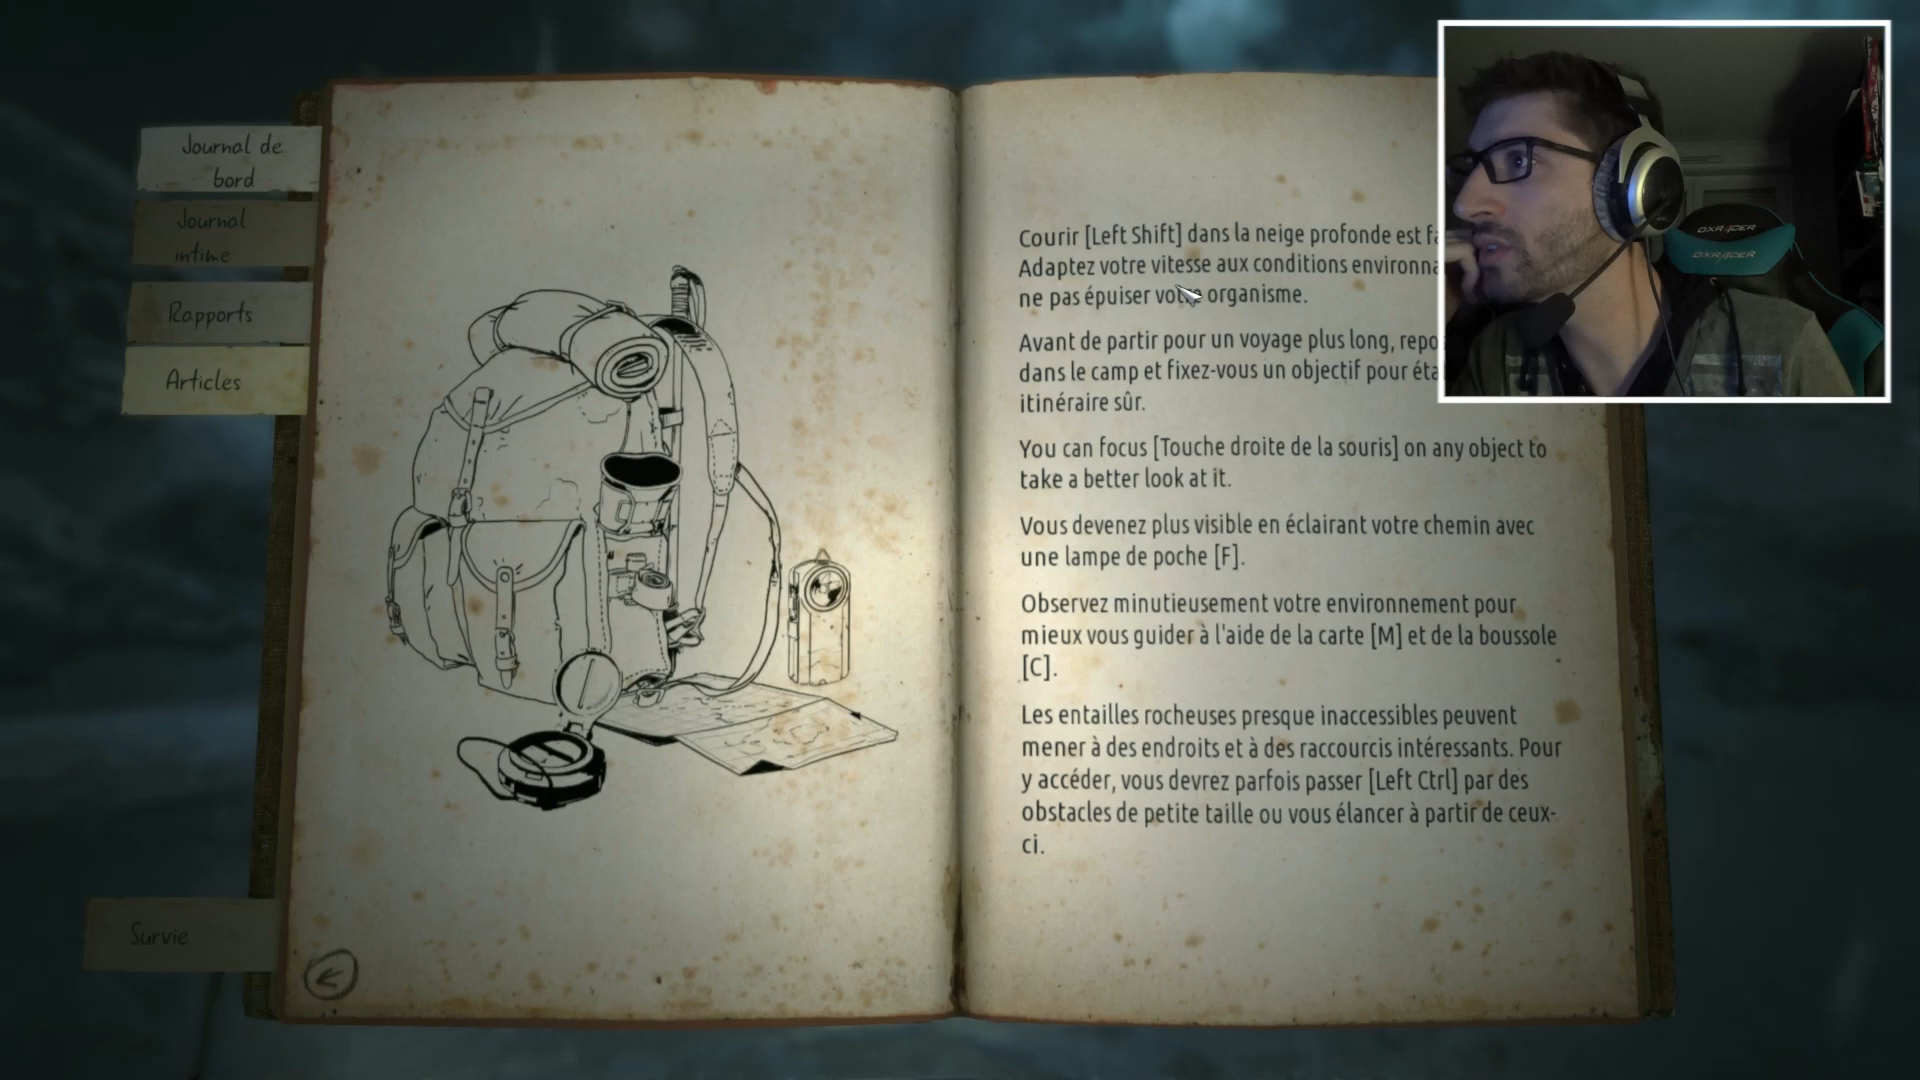 Journal de
bord
Journal
intime
Rapports
Articles
Survie
Courir [Left Shift] dans la neige profonde est
Adaptez votre vitesse aux conditions
ne pas épuiser votre organisme.
Avant de partir pour un voyage plus long,
dans le camp et fixez-vous un objectif pour
itinéraire sûr.
You can focus [Touche droite de la souris] on any object to
take a better look at it.
Vous devenez plus visible en éclairant votre chemin avec
une lampe de poche [F].
Observez minutieusement votre environnement pour
mieux vous guider à l'aide de la carte [M] et de la boussole
[C].
Les entailles rocheuses presque inaccessibles peuvent
mener à des endroits et à des raccourcis intéressants. Pour
y accéder, vous devrez parfois passer [Left Ctrl] par des
obstacles de petite taille ou vous élancer à partir de ceux-
ci.
DXRACER
DXRACER